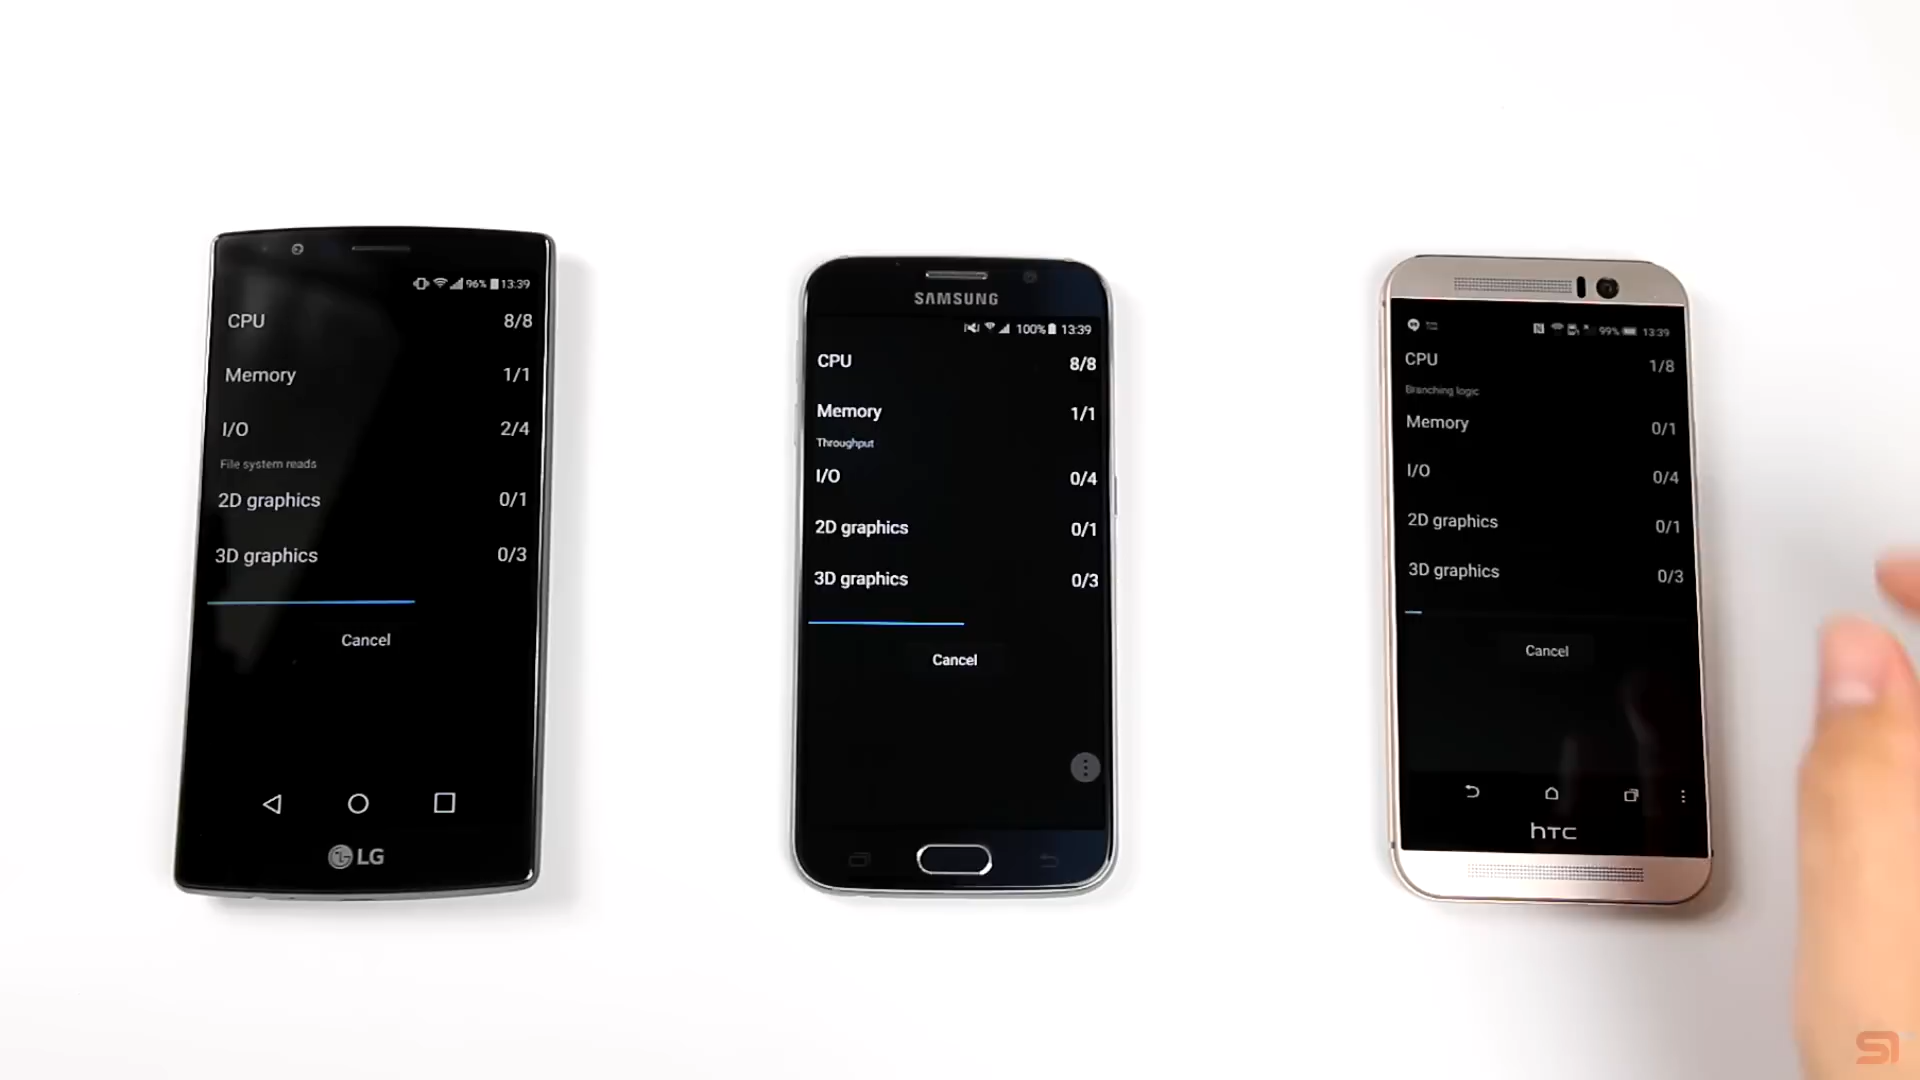 96% 13:39
CPU 8/8
Memory 1/1
I/O 2/4
File system reads
2D graphics 0/1
3D graphics 0/3
Cancel
LG
SAMSUNG
100% 13:39
CPU 8/8
Memory 1/1
Throughput
I/O 0/4
2D graphics 0/1
3D graphics 0/3
Cancel
99% 13:39
CPU 1/8
Branching logic
Memory 0/1
I/O 0/4
2D graphics 0/1
3D graphics 0/3
Cancel
hTC